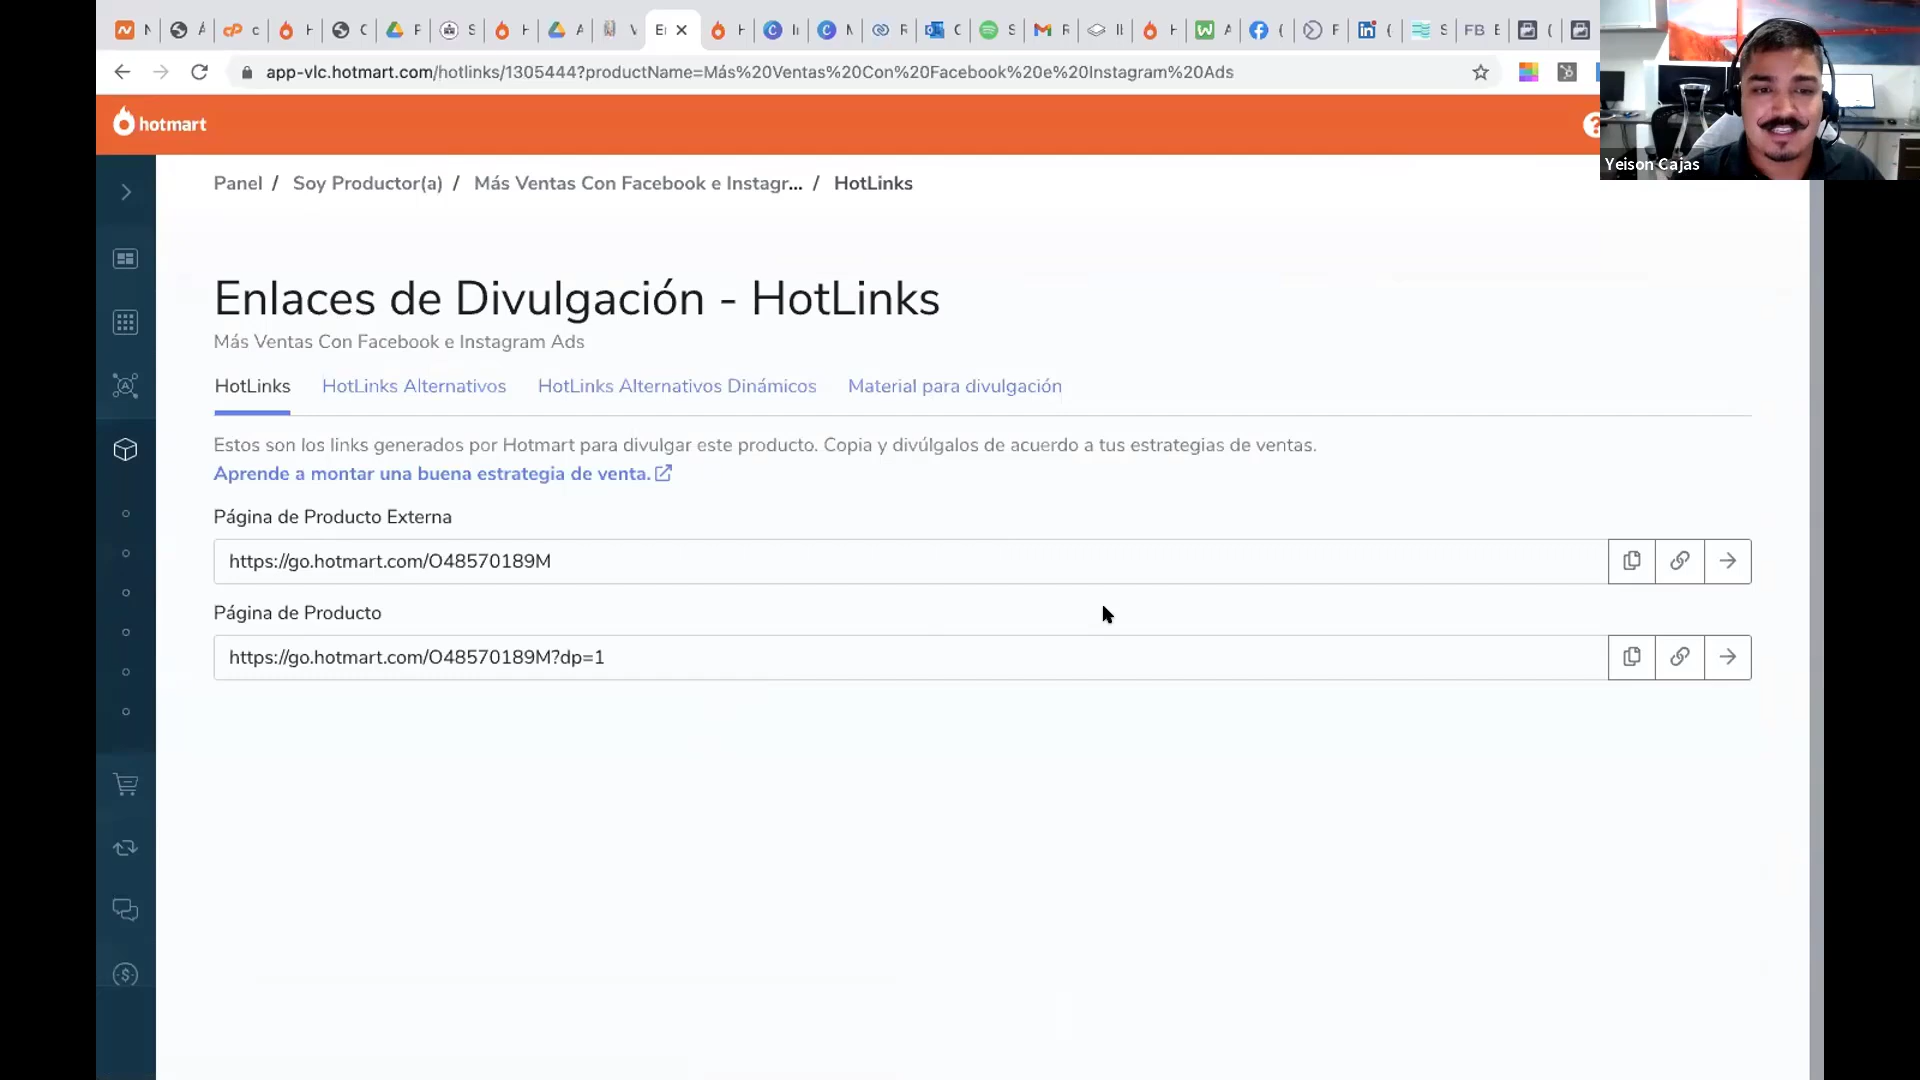 app-vlc.hotmart.com/hotlinks/1305444?productName=Más%20Ventas%20Con%20Facebook%20e%20Instagram%20Ads
hotmart
Yeison Cajas
Panel / Soy Productor(a) / Más Ventas Con Facebook e Instagr... / HotLinks
Enlaces de Divulgación - HotLinks
Más Ventas Con Facebook e Instagram Ads
HotLinks HotLinks Alternativos HotLinks Alternativos Dinámicos Material para divulgación
Estos son los links generados por Hotmart para divulgar este producto. Copia y divúlgalos de acuerdo a tus estrategias de ventas.
Aprende a montar una buena estrategia de venta.
Página de Producto Externa
https://go.hotmart.com/O48570189M
Página de Producto
https://go.hotmart.com/O48570189M?dp=1